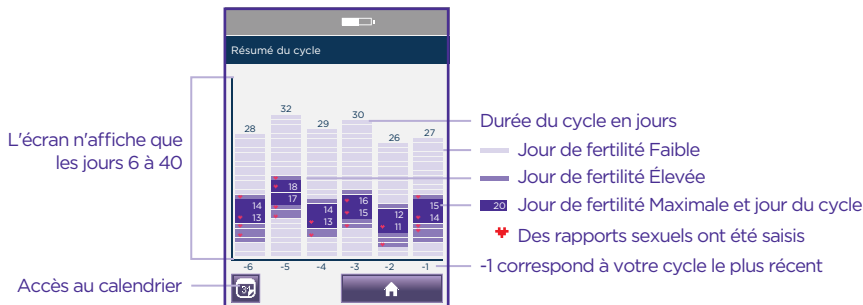 Résumé du cycle
28
32
29
30
26
27
18
17
14
13
14
13
16
15
12
11
15
14
-6
-5
-4
-3
-2
-1
31
L'écran n'affiche que
les jours 6 à 40
Accès au calendrier
Durée du cycle en jours
Jour de fertilité Faible
Jour de fertilité Élevée
20 Jour de fertilité Maximale et jour du cycle
Des rapports sexuels ont été saisis
-1 correspond à votre cycle le plus récent